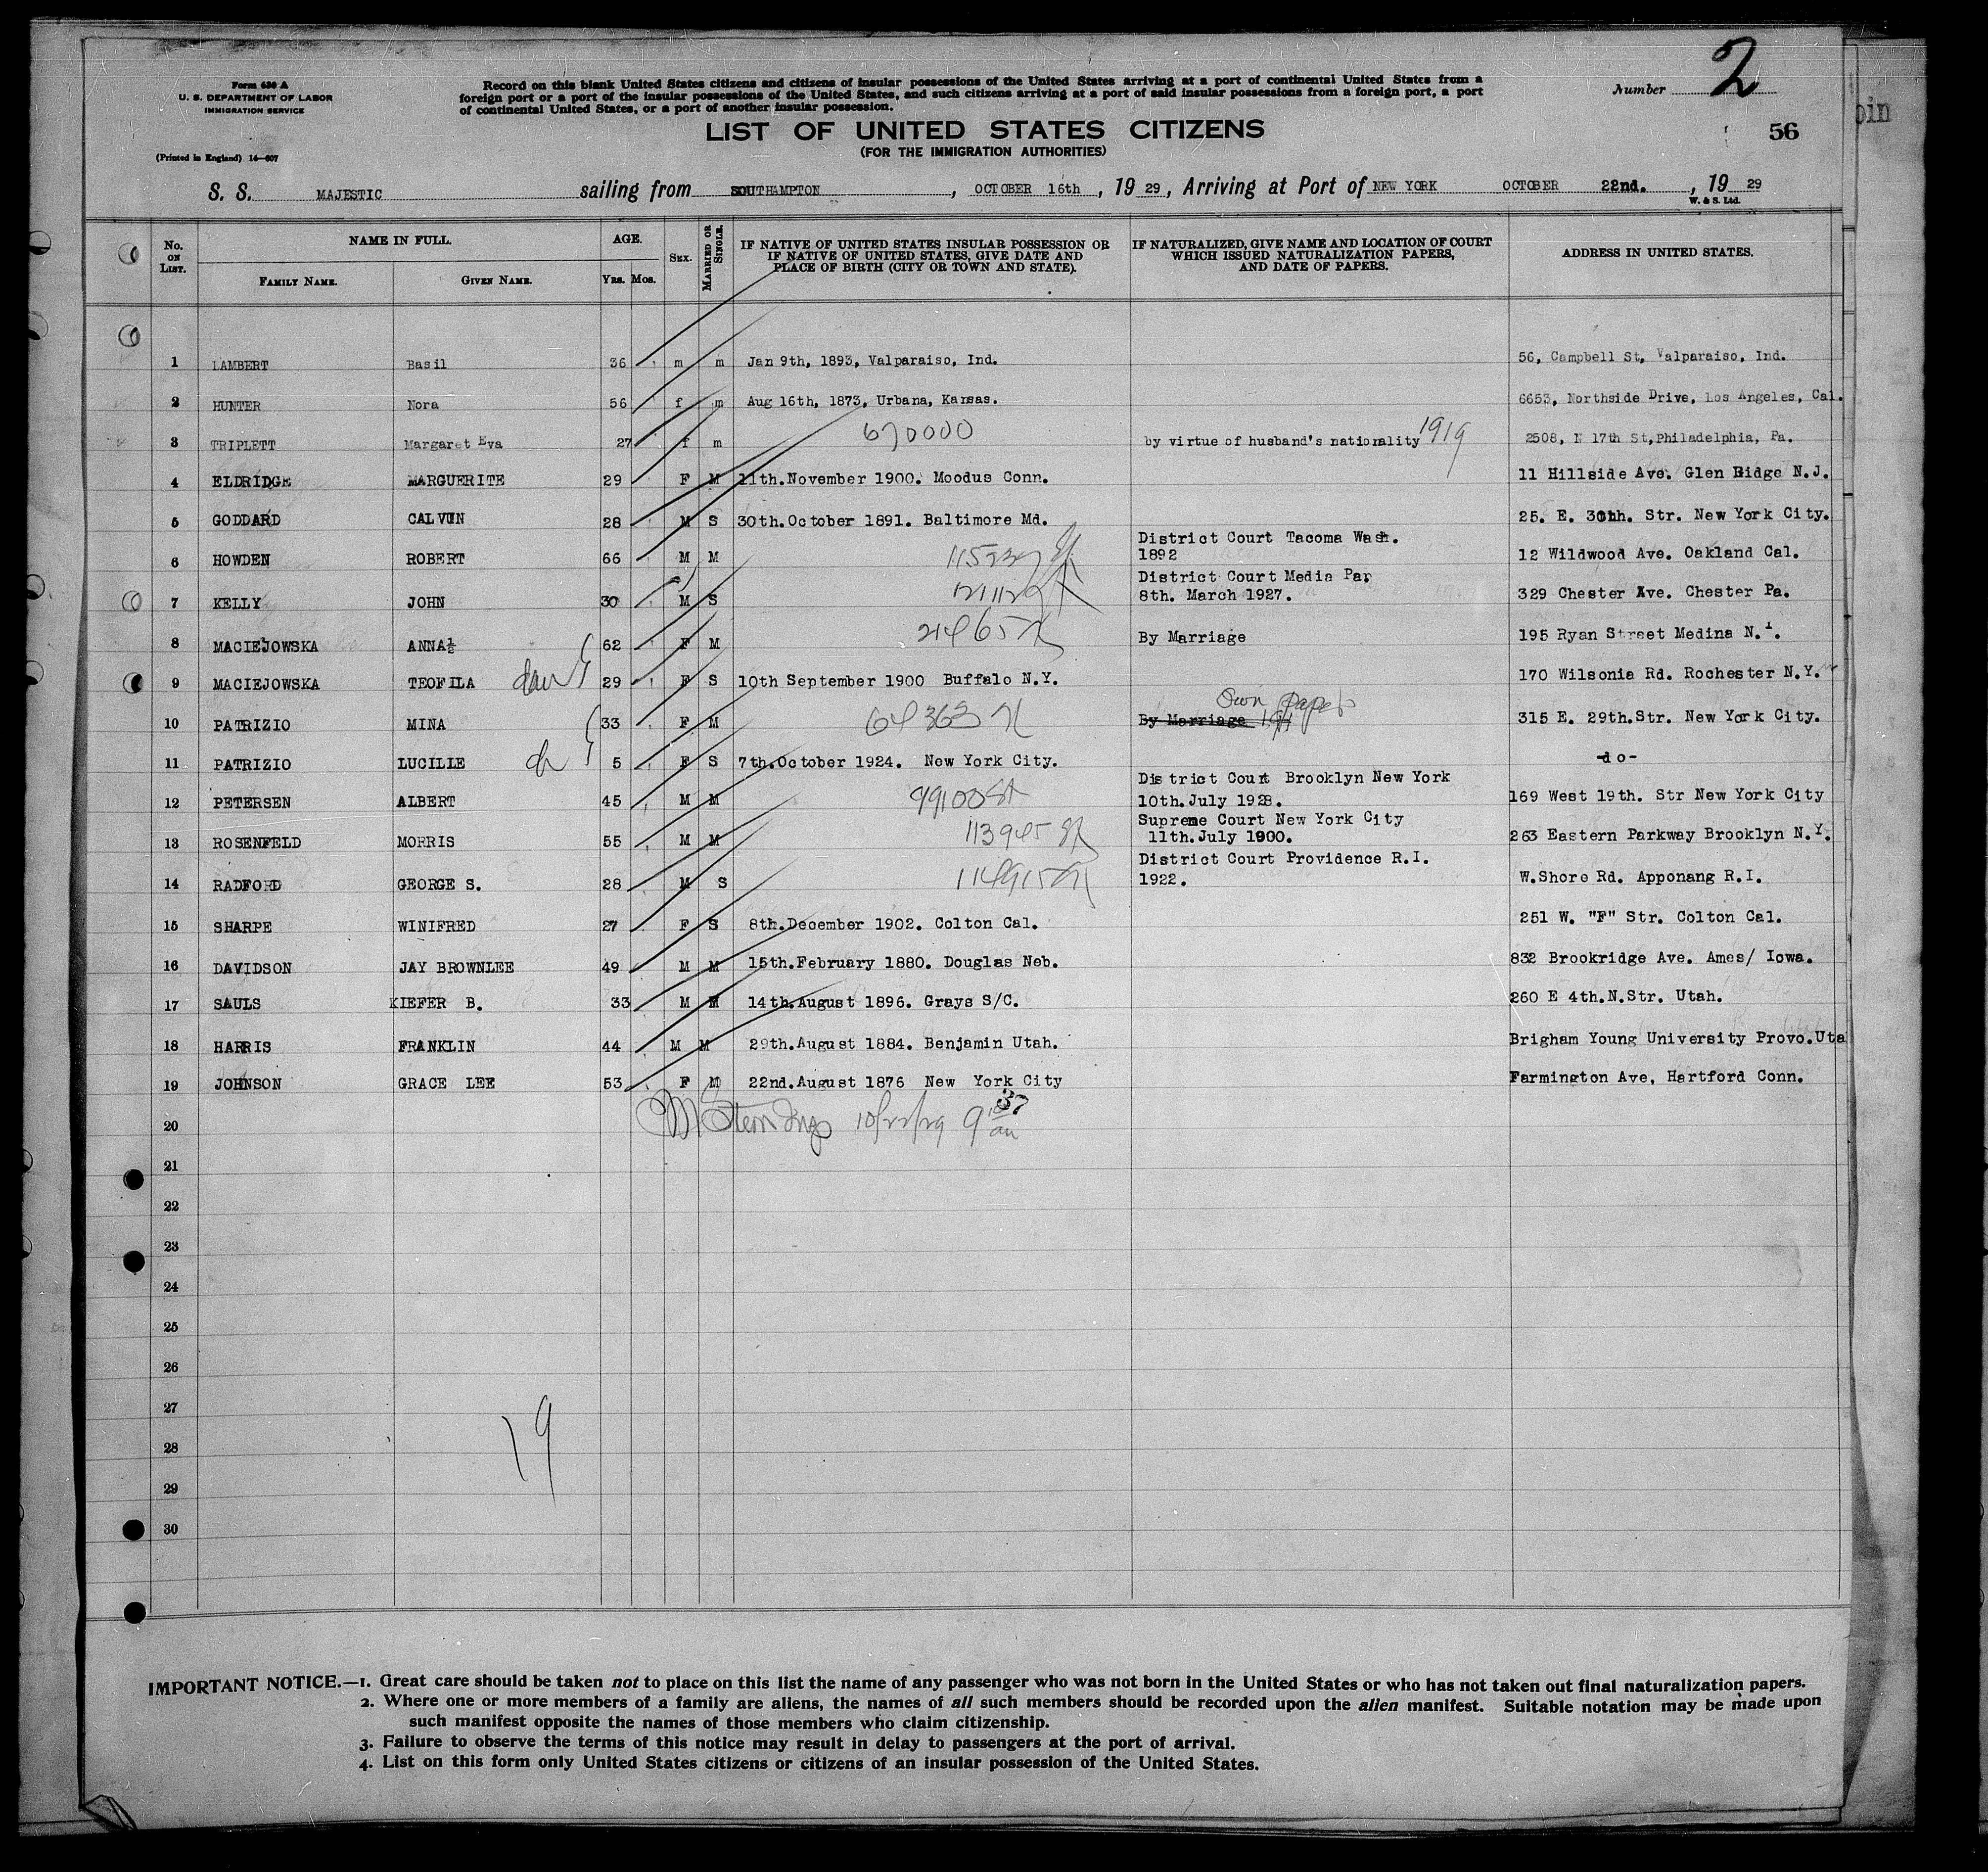 Form 630 A
U. S. DEPARTMENT OF LABOR
IMMIGRATION SERVICE
(Printed in England) 14—607
Record on this blank United States citizens and citizens of insular possessions of the United States arriving at a port of continental United States from a
foreign port or a port of the insular possessions of the United States, and such citizens arriving at a port of said insular possessions from a foreign port, a port
of continental United States, or a port of another insular possession.
Number 2
56
LIST OF UNITED STATES CITIZENS
(FOR THE IMMIGRATION AUTHORITIES)
S. S. MAJESTIC sailing from SOUTHAMPTON, OCTOBER 16th, 19 29, Arriving at Port of NEW YORK OCTOBER 22nd., 19 29
W. & S. Ltd.
No. ON LIST. NAME IN FULL. FAMILY NAME. GIVEN NAME. AGE. YRS. MOS. SEX. MARRIED OR SINGLE. IF NATIVE OF UNITED STATES INSULAR POSSESSION OR IF NATIVE OF UNITED STATES, GIVE DATE AND PLACE OF BIRTH (CITY OR TOWN AND STATE). IF NATURALIZED, GIVE NAME AND LOCATION OF COURT WHICH ISSUED NATURALIZATION PAPERS, AND DATE OF PAPERS. ADDRESS IN UNITED STATES.
1 LAMBERT Basil 36 m m Jan 9th, 1893, Valparaiso, Ind. 56, Campbell St, Valparaiso, Ind.
2 HUNTER Nora 56 f m Aug 16th, 1873, Urbana, Kansas. 6653, Northside Drive, Los Angeles, Cal.
3 TRIPLETT Margaret Eva 27 f m 670000 by virtue of husband's nationality 1919 2508, N 17th St, Philadelphia, Pa.
4 ELDRIDGE MARGUERITE 29 F M 11th. November 1900. Moodus Conn. 11 Hillside Ave. Glen Ridge N.J.
5 GODDARD CALVIN 28 M S 30th. October 1891. Baltimore Md. 25. E. 30th. Str. New York City.
6 HOWDEN ROBERT 66 M M District Court Tacoma Wash. 1892 12 Wildwood Ave. Oakland Cal.
7 KELLY JOHN 30 M S District Court Media Pa, 8th. March 1927. 329 Chester Ave. Chester Pa.
8 MACIEJOWSKA ANNA 62 F M By Marriage 195 Ryan Street Medina N.Y.
9 MACIEJOWSKA TEOFILA dau 29 F S 10th September 1900 Buffalo N.Y. 170 Wilsonia Rd. Rochester N.Y.
10 PATRIZIO MINA 33 F M 64363 By Marriage Own papers 315 E. 29th. Str. New York City.
11 PATRIZIO LUCILLE ch 5 F S 7th. October 1924. New York City. -do-
12 PETERSEN ALBERT 45 M M 99100 District Court Brooklyn New York 10th. July 1928. 169 West 19th. Str New York City
13 ROSENFELD MORRIS 55 M M 113945 Supreme Court New York City 11th. July 1900. 263 Eastern Parkway Brooklyn N.Y.
14 RADFORD GEORGE S. 28 M S 114915 District Court Providence R.I. 1922. W. Shore Rd. Apponang R.I.
15 SHARPE WINIFRED 27 F S 8th. December 1902. Colton Cal. 251 W. "F" Str. Colton Cal.
16 DAVIDSON JAY BROWNLEE 49 M M 15th. February 1880. Douglas Neb. 832 Brookridge Ave. Ames/ Iowa.
17 SAULS KIEFER B. 33 M M 14th. August 1896. Grays S/C. 260 E 4th. N. Str. Utah.
18 HARRIS FRANKLIN 44 M M 29th. August 1884. Benjamin Utah. Brigham Young University Provo. Uta
19 JOHNSON GRACE LEE 53 F M 22nd. August 1876 New York City Farmington Ave, Hartford Conn.
20 10/22/29 9 37 am
21
22
23
24
25
26
27
28
29
30
19
IMPORTANT NOTICE.—1. Great care should be taken not to place on this list the name of any passenger who was not born in the United States or who has not taken out final naturalization papers.
2. Where one or more members of a family are aliens, the names of all such members should be recorded upon the alien manifest. Suitable notation may be made upon
such manifest opposite the names of those members who claim citizenship.
3. Failure to observe the terms of this notice may result in delay to passengers at the port of arrival.
4. List on this form only United States citizens or citizens of an insular possession of the United States.